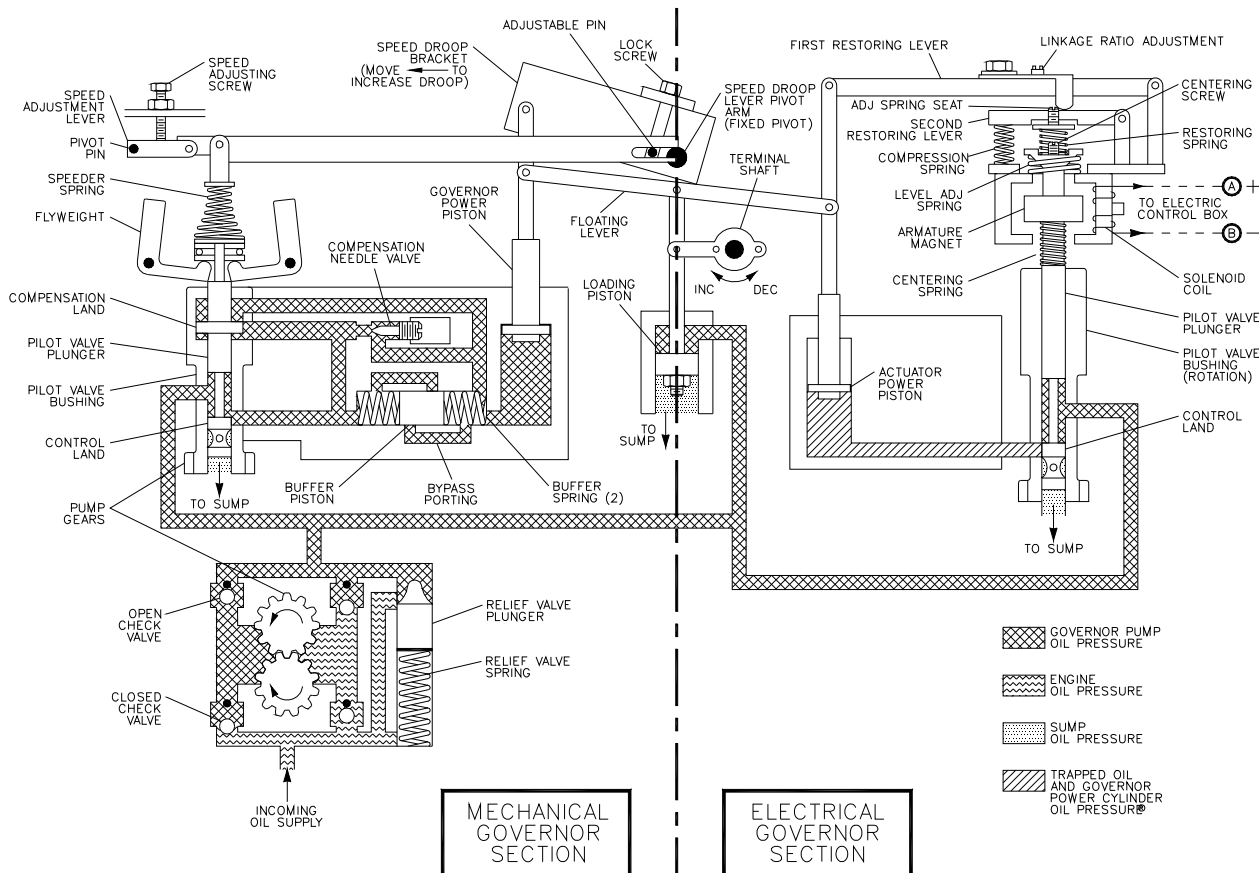 ADJUSTABLE PIN
SPEED DROOP
BRACKET
(MOVE TO
INCREASE DROOP)
LOCK
SCREW
FIRST RESTORING LEVER
LINKAGE RATIO ADJUSTMENT
SPEED
ADJUSTING
SCREW
SPEED
ADJUSTMENT
LEVER
PIVOT
PIN
SPEEDER
SPRING
FLYWEIGHT
SPEED DROOP
LEVER PIVOT
ARM
(FIXED PIVOT)
ADJ SPRING SEAT
SECOND
RESTORING LEVER
COMPRESSION
SPRING
CENTERING
SCREW
RESTORING
SPRING
TERMINAL
SHAFT
GOVERNOR
POWER
PISTON
FLOATING
LEVER
LEVEL ADJ
SPRING
ARMATURE
MAGNET
A +
TO ELECTRIC
CONTROL BOX
B -
COMPENSATION
NEEDLE VALVE
CENTERING
SPRING
SOLENOID
COIL
LOADING
PISTON
INC DEC
COMPENSATION
LAND
PILOT VALVE
PLUNGER
PILOT VALVE
BUSHING
CONTROL
LAND
PILOT VALVE
PLUNGER
PILOT VALVE
BUSHING
(ROTATION)
ACTUATOR
POWER
PISTON
CONTROL
LAND
TO
SUMP
BUFFER
PISTON
BYPASS
PORTING
BUFFER
SPRING (2)
TO SUMP
PUMP
GEARS
TO SUMP
OPEN
CHECK
VALVE
RELIEF VALVE
PLUNGER
RELIEF VALVE
SPRING
CLOSED
CHECK
VALVE
INCOMING
OIL SUPPLY
GOVERNOR PUMP
OIL PRESSURE
ENGINE
OIL PRESSURE
SUMP
OIL PRESSURE
TRAPPED OIL
AND GOVERNOR
POWER CYLINDER
OIL PRESSURE®
MECHANICAL
GOVERNOR
SECTION
ELECTRICAL
GOVERNOR
SECTION